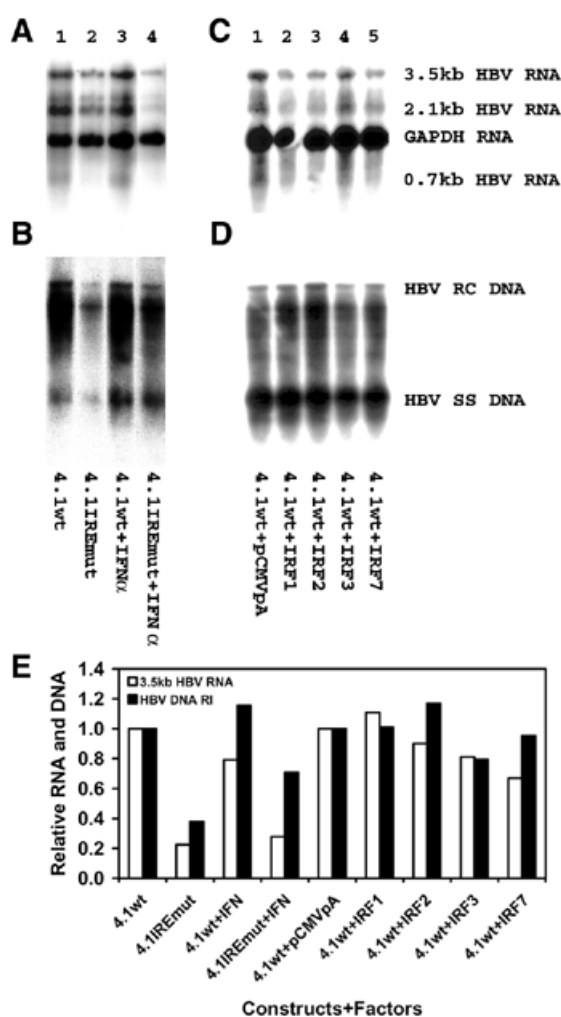 A
1 2 3 4
C
1 2 3 4 5
3.5kb HBV RNA
2.1kb HBV RNA
GAPDH RNA
0.7kb HBV RNA
B
D
HBV RC DNA
HBV SS DNA
4.1wt
4.1IREmut
4.1wt+IFNα
4.1IREmut+IFN α
4.1wt+pCMVpA
4.1wt+IRF1
4.1wt+IRF2
4.1wt+IRF3
4.1wt+IRF7
E
Relative RNA and DNA
1.4
1.2
1.0
0.8
0.6
0.4
0.2
0.0
3.5kb HBV RNA
HBV DNA RI
4.1wt
4.1IREmut
4.1wt+IFN
4.1IREmut+IFN
4.1wt+pCMVpA
4.1wt+IRF1
4.1wt+IRF2
4.1wt+IRF3
4.1wt+IRF7
Constructs+Factors